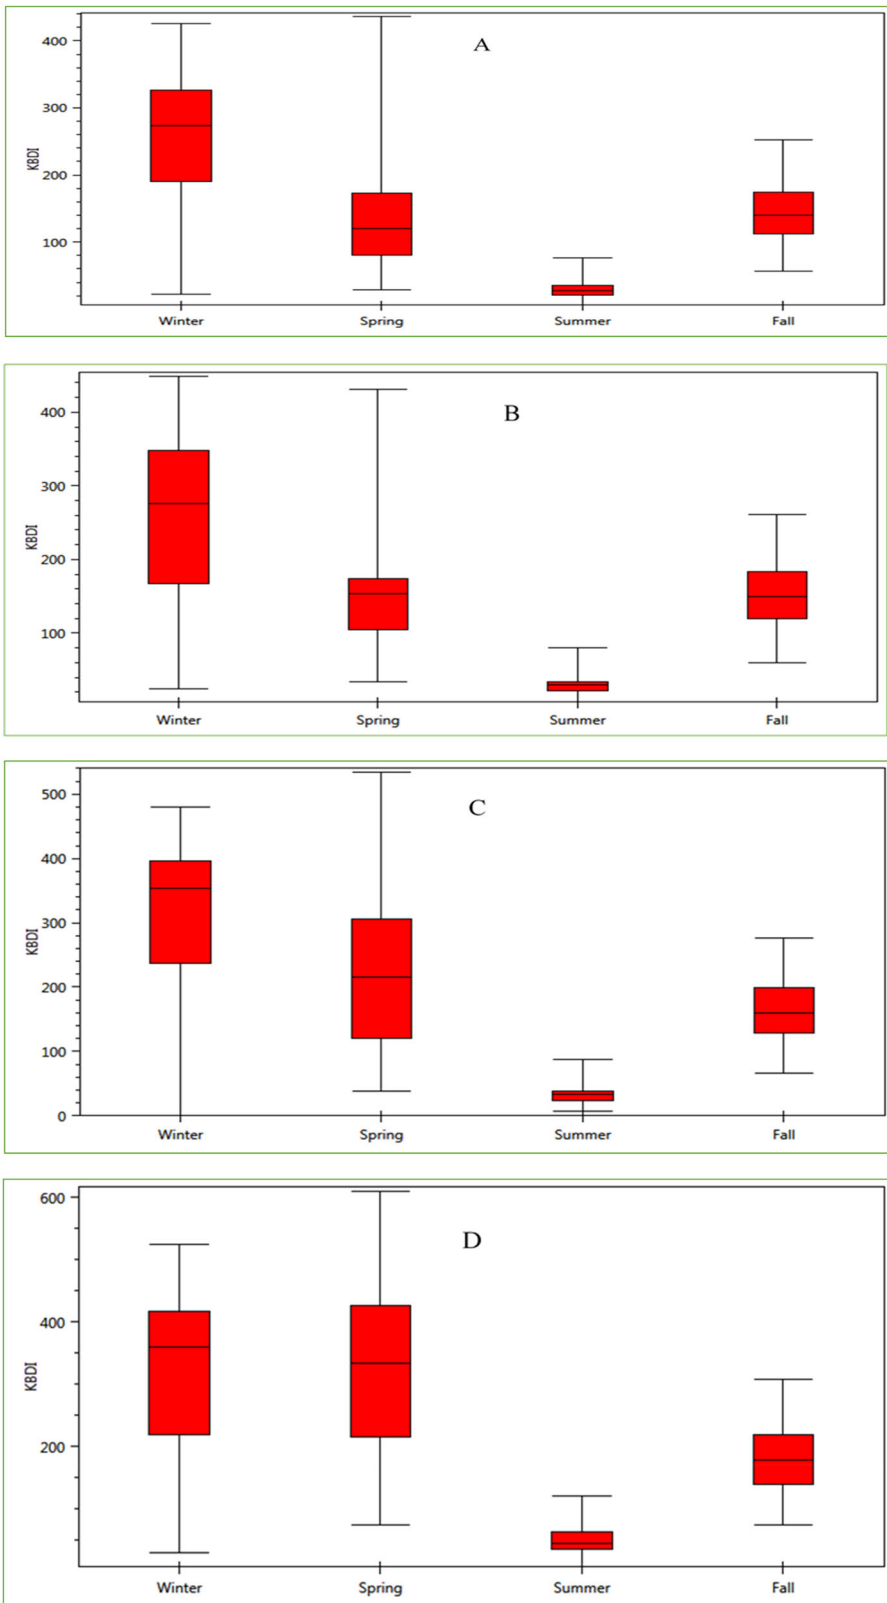 A
400
300
200
100
KBDI
Winter Spring Summer Fall
B
400
300
200
100
KBDI
Winter Spring Summer Fall
C
500
400
300
200
100
0
KBDI
Winter Spring Summer Fall
D
600
400
200
KBDI
Winter Spring Summer Fall